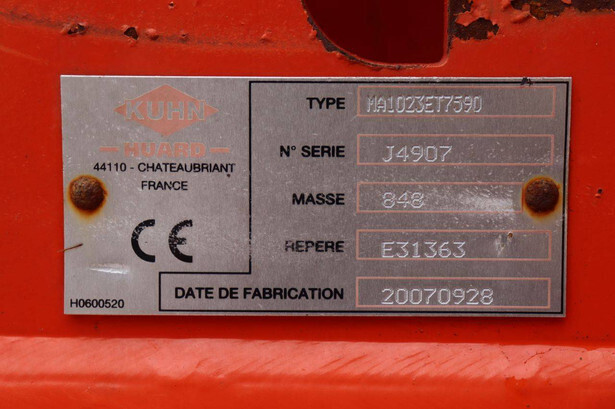 KUHN
HUARD
44110 - CHATEAUBRIANT
FRANCE
CE
H0600520
TYPE MA1023ET7590
N° SERIE J4907
MASSE 848
REPERE E31363
DATE DE FABRICATION 20070928